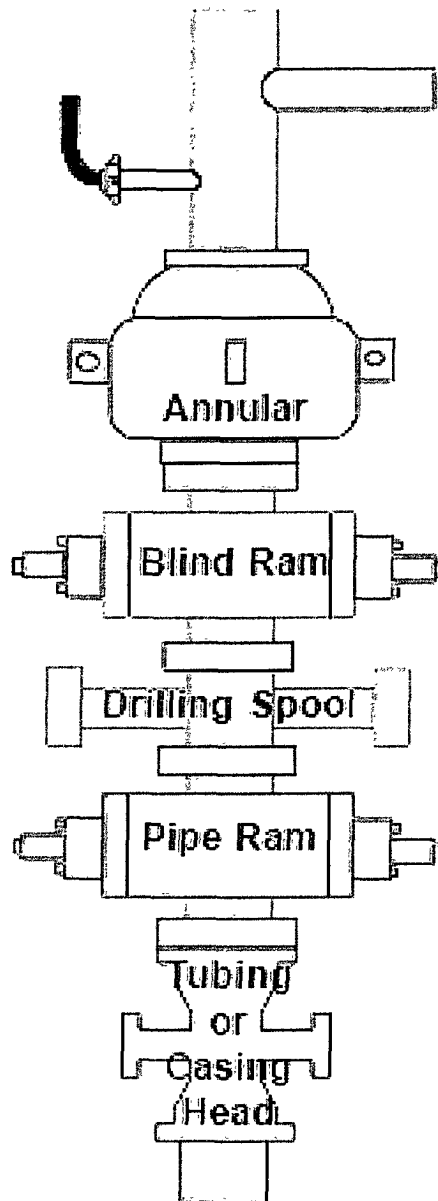 Annular
Blind Ram
Drilling Spool
Pipe Ram
Tubing
or
Casing
Head